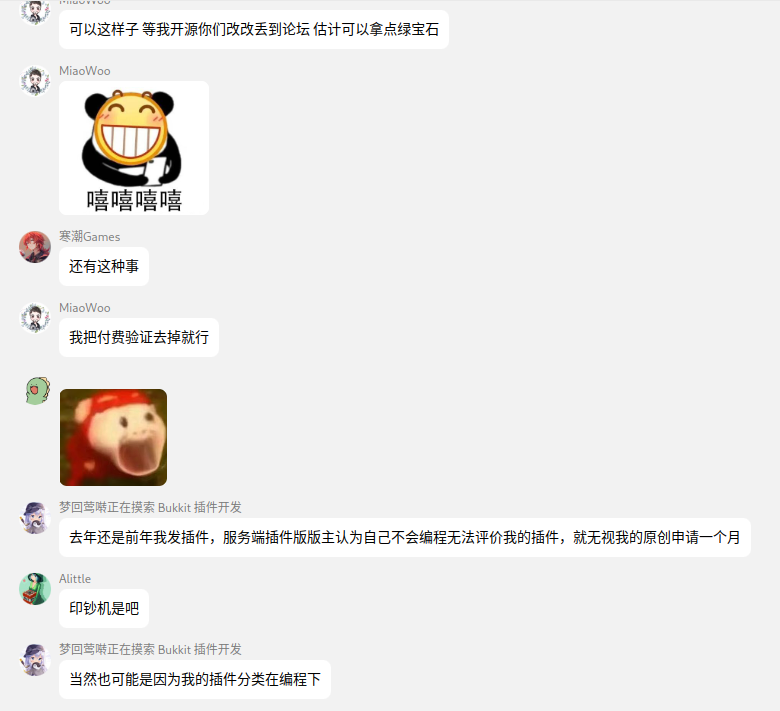 MiaoWoo
可以这样子 等我开源你们改改丢到论坛 估计可以拿点绿宝石
MiaoWoo
嘻嘻嘻嘻
寒潮Games
还有这种事
MiaoWoo
我把付费验证去掉就行
梦回莺啭正在摸索 Bukkit 插件开发
去年还是前年我发插件，服务端插件版版主认为自己不会编程无法评价我的插件，就无视我的原创申请一个月
Alittle
印钞机是吧
梦回莺啭正在摸索 Bukkit 插件开发
当然也可能是因为我的插件分类在编程下